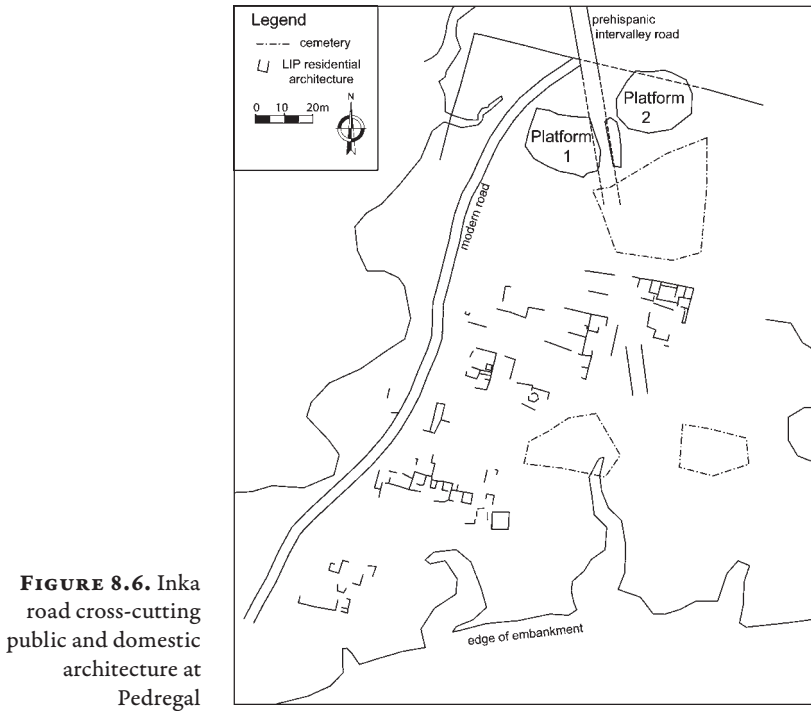 Legend
cemetery
LIP residential
architecture
0 10 20m
N
prehispanic
intervalley road
Platform
2
Platform
1
modern road
edge of embankment
FIGURE 8.6. Inka
road cross-cutting
public and domestic
architecture at
Pedregal